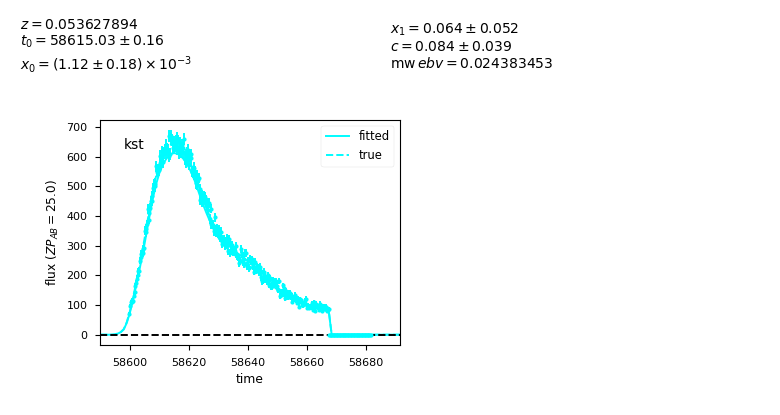 z = 0.053627894
t₀ = 58615.03 ± 0.16
x₀ = (1.12 ± 0.18) × 10⁻³
x₁ = 0.064 ± 0.052
c = 0.084 ± 0.039
mw ebv = 0.024383453
700
600
500
400
300
200
100
0
flux (ZP_AB = 25.0)
kst
fitted
true
58600 58620 58640 58660 58680
time